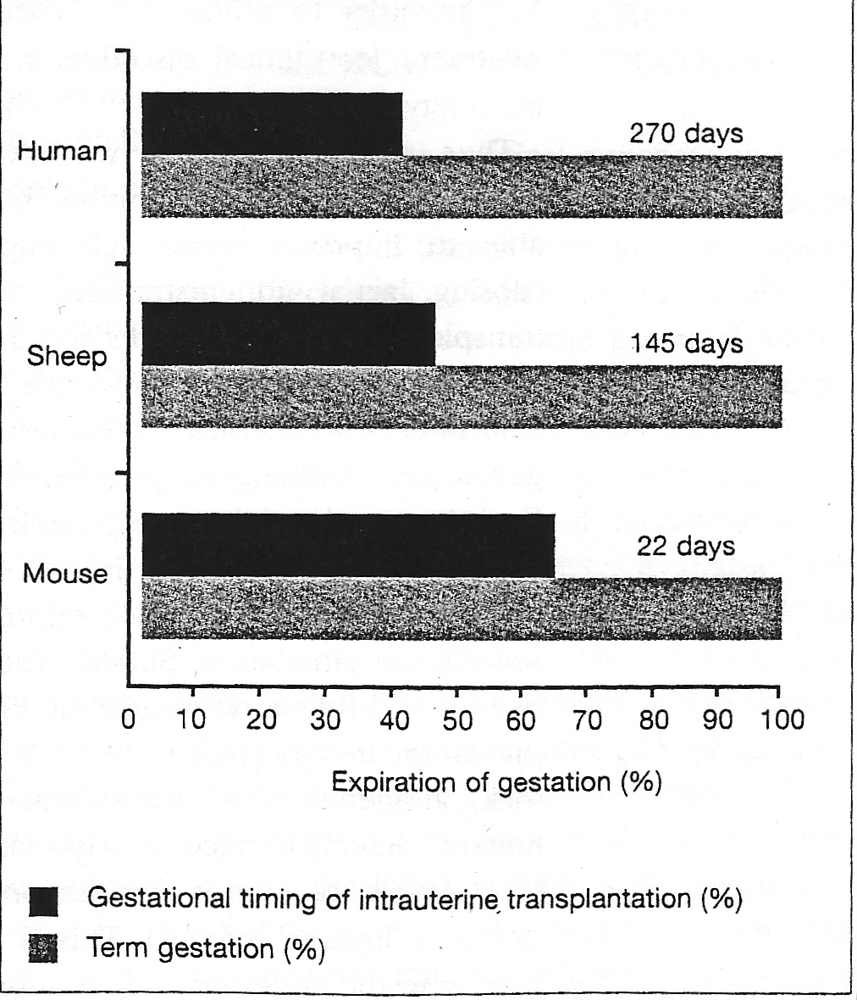 Human
270 days
Sheep
145 days
Mouse
22 days
0 10 20 30 40 50 60 70 80 90 100
Expiration of gestation (%)
Gestational timing of intrauterine transplantation (%)
Term gestation (%)